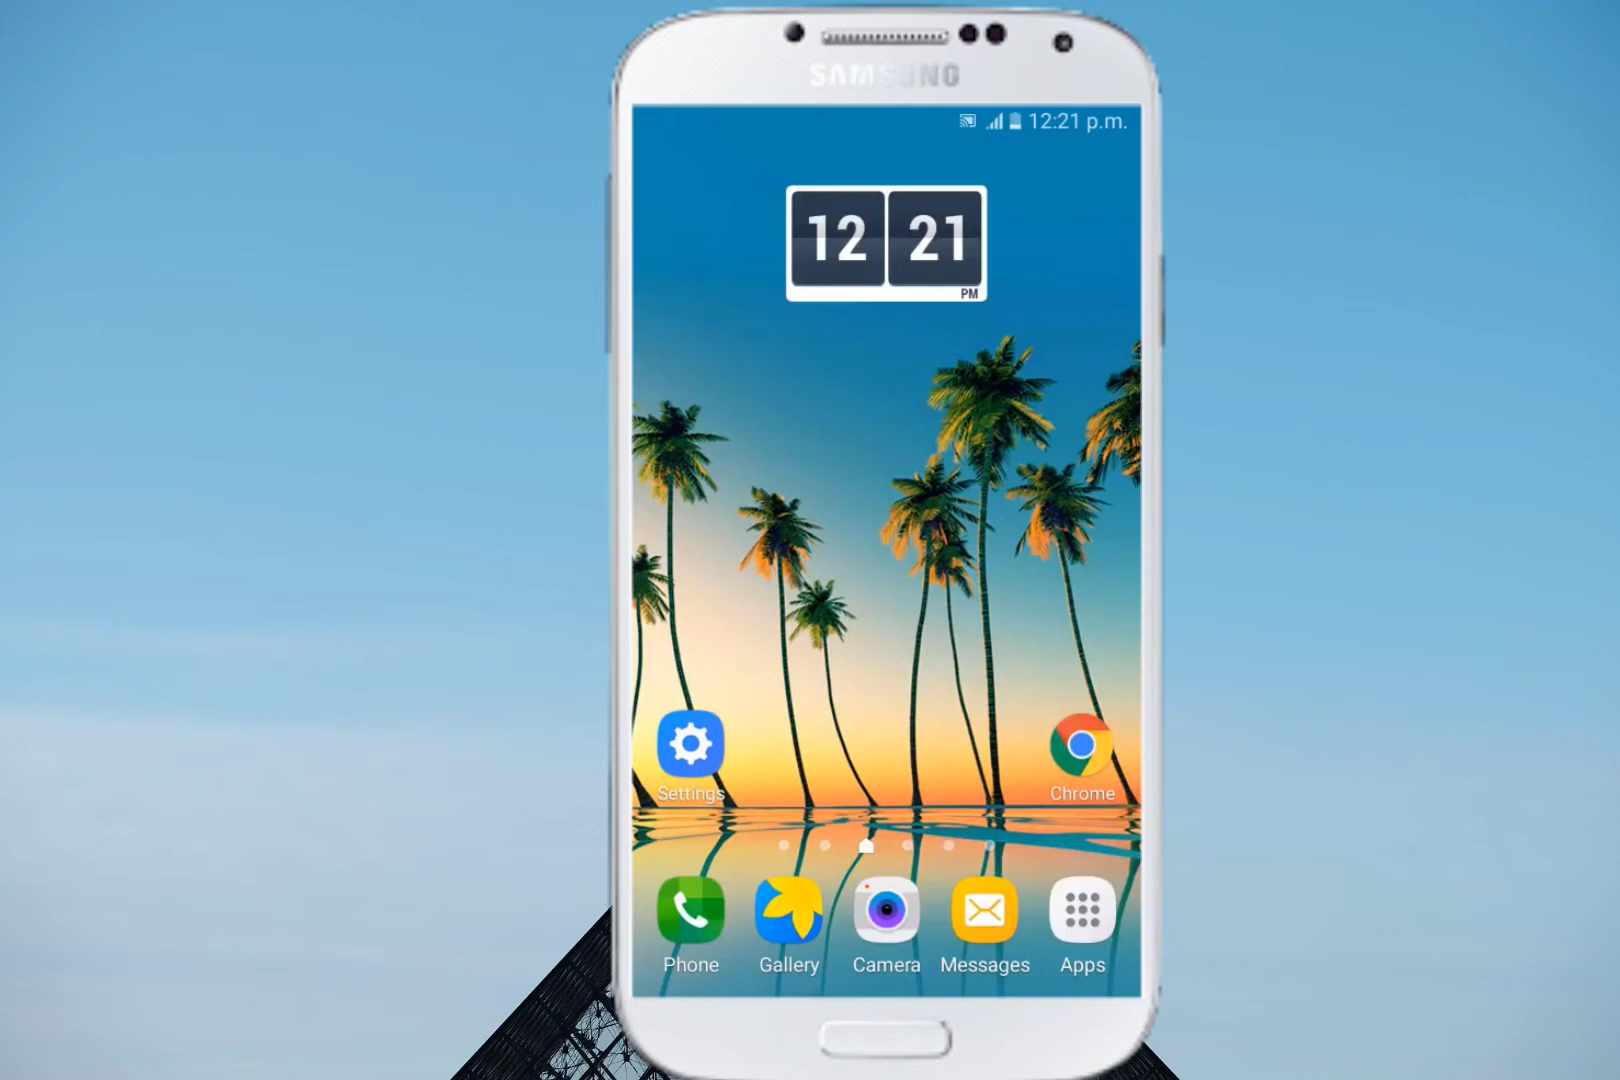 SAMSUNG
12:21 p.m.
12 21
PM
Settings
Chrome
Phone
Gallery
Camera
Messages
Apps